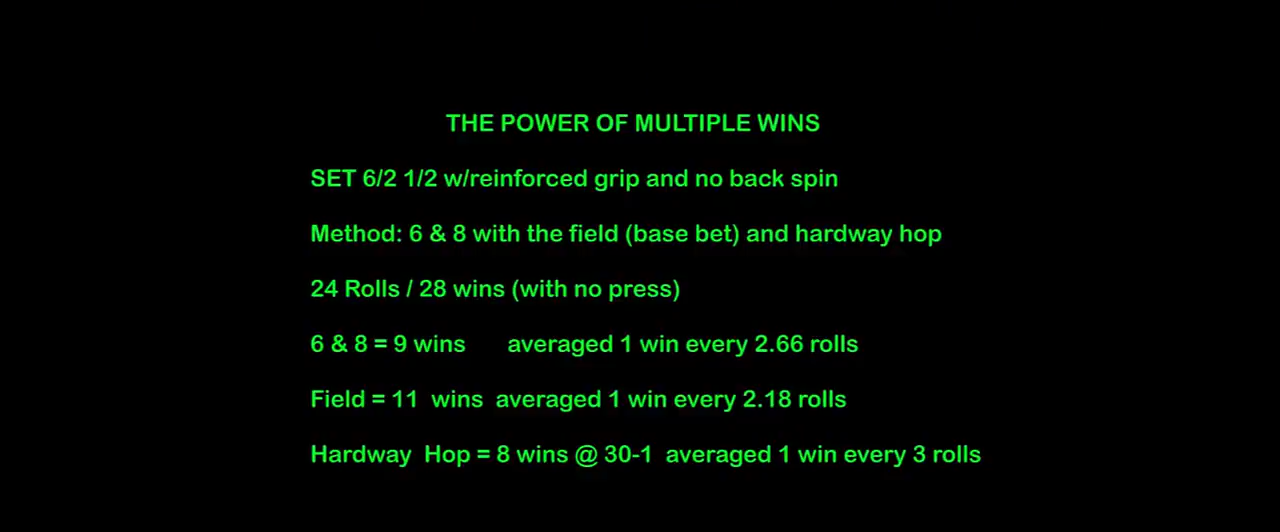 THE POWER OF MULTIPLE WINS
SET 6/2 1/2 w/reinforced grip and no back spin
Method: 6 & 8 with the field (base bet) and hardway hop
24 Rolls / 28 wins (with no press)
6 & 8 = 9 wins averaged 1 win every 2.66 rolls
Field = 11 wins averaged 1 win every 2.18 rolls
Hardway Hop = 8 wins @ 30-1 averaged 1 win every 3 rolls